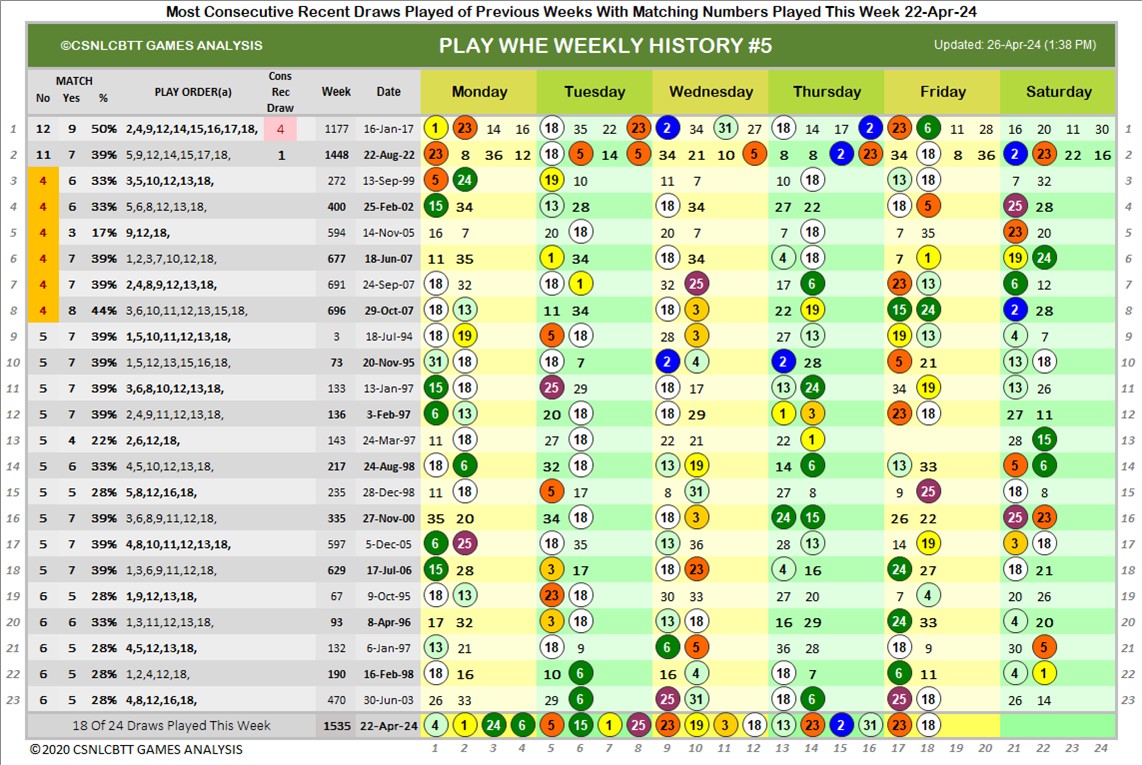 Most Consecutive Recent Draws Played of Previous Weeks With Matching Numbers Played This Week 22-Apr-24
©CSNLCBTT GAMES ANALYSIS PLAY WHE WEEKLY HISTORY #5 Updated: 26-Apr-24 (1:38 PM)
MATCH Cons
No Yes % PLAY ORDER(a) Rec Week Date Monday Tuesday Wednesday Thursday Friday Saturday
Draw
1 12 9 50% 2,4,9,12,14,15,16,17,18, 4 1177 16-Jan-17 1 23 14 16 18 35 22 23 2 34 31 27 18 14 17 2 23 6 11 28 16 20 11 30 1
2 11 7 39% 5,9,12,14,15,17,18, 1 1448 22-Aug-22 23 8 36 12 18 5 14 5 34 21 10 5 8 8 2 23 34 18 8 36 2 23 22 16 2
3 4 6 33% 3,5,10,12,13,18, 272 13-Sep-99 5 24 19 10 11 7 10 18 13 18 7 32 3
4 4 6 33% 5,6,8,12,13,18, 400 25-Feb-02 15 34 13 28 18 34 27 22 18 5 25 28 4
5 4 3 17% 9,12,18, 594 14-Nov-05 16 7 20 18 20 7 7 18 7 35 23 20 5
6 4 7 39% 1,2,3,7,10,12,18, 677 18-Jun-07 11 35 1 34 18 34 4 18 7 1 19 24 6
7 4 7 39% 2,4,8,9,12,13,18, 691 24-Sep-07 18 32 18 1 32 25 17 6 23 13 6 12 7
8 4 8 44% 3,6,10,11,12,13,15,18, 696 29-Oct-07 18 13 11 34 18 3 22 19 15 24 2 28 8
9 5 7 39% 1,5,10,11,12,13,18, 3 18-Jul-94 18 19 5 18 28 3 27 13 19 13 4 7 9
10 5 7 39% 1,5,12,13,15,16,18, 73 20-Nov-95 31 18 18 7 2 4 2 28 5 21 13 18 10
11 5 7 39% 3,6,8,10,12,13,18, 133 13-Jan-97 15 18 25 29 18 17 13 24 34 19 13 26 11
12 5 7 39% 2,4,9,11,12,13,18, 136 3-Feb-97 6 13 20 18 18 29 1 3 23 18 27 11 12
13 5 4 22% 2,6,12,18, 143 24-Mar-97 11 18 27 18 22 21 22 1 28 15 13
14 5 6 33% 4,5,10,12,13,18, 217 24-Aug-98 18 6 32 18 13 19 14 6 13 33 5 6 14
15 5 5 28% 5,8,12,16,18, 235 28-Dec-98 11 18 5 17 8 31 27 8 9 25 18 8 15
16 5 7 39% 3,6,8,9,11,12,18, 335 27-Nov-00 35 20 34 18 18 3 24 15 26 22 25 23 16
17 5 7 39% 4,8,10,11,12,13,18, 597 5-Dec-05 6 25 18 35 13 36 28 13 14 19 3 18 17
18 5 7 39% 1,3,6,9,11,12,18, 629 17-Jul-06 15 28 3 17 18 23 4 16 24 27 18 21 18
19 6 5 28% 1,9,12,13,18, 67 9-Oct-95 18 13 23 18 30 33 27 20 7 4 20 26 19
20 6 6 33% 1,3,11,12,13,18, 93 8-Apr-96 17 32 3 18 13 18 16 29 24 33 4 20 20
21 6 5 28% 4,5,12,13,18, 132 6-Jan-97 13 21 18 9 6 5 36 28 18 9 30 5 21
22 6 5 28% 1,2,4,12,18, 190 16-Feb-98 18 16 10 6 16 4 18 7 6 11 4 1 22
23 6 5 28% 4,8,12,16,18, 470 30-Jun-03 26 33 29 6 25 31 18 6 25 18 26 14 23
18 Of 24 Draws Played This Week 1535 22-Apr-24 4 1 24 6 5 15 1 25 23 19 3 18 13 23 2 31 23 18
© 2020 CSNLCBTT GAMES ANALYSIS 1 2 3 4 5 6 7 8 9 10 11 12 13 14 15 16 17 18 19 20 21 22 23 24